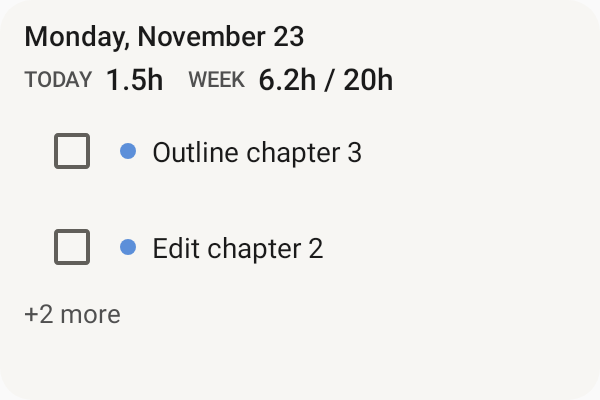 Monday, November 23
TODAY 1.5h WEEK 6.2h / 20h
Outline chapter 3
Edit chapter 2
+2 more